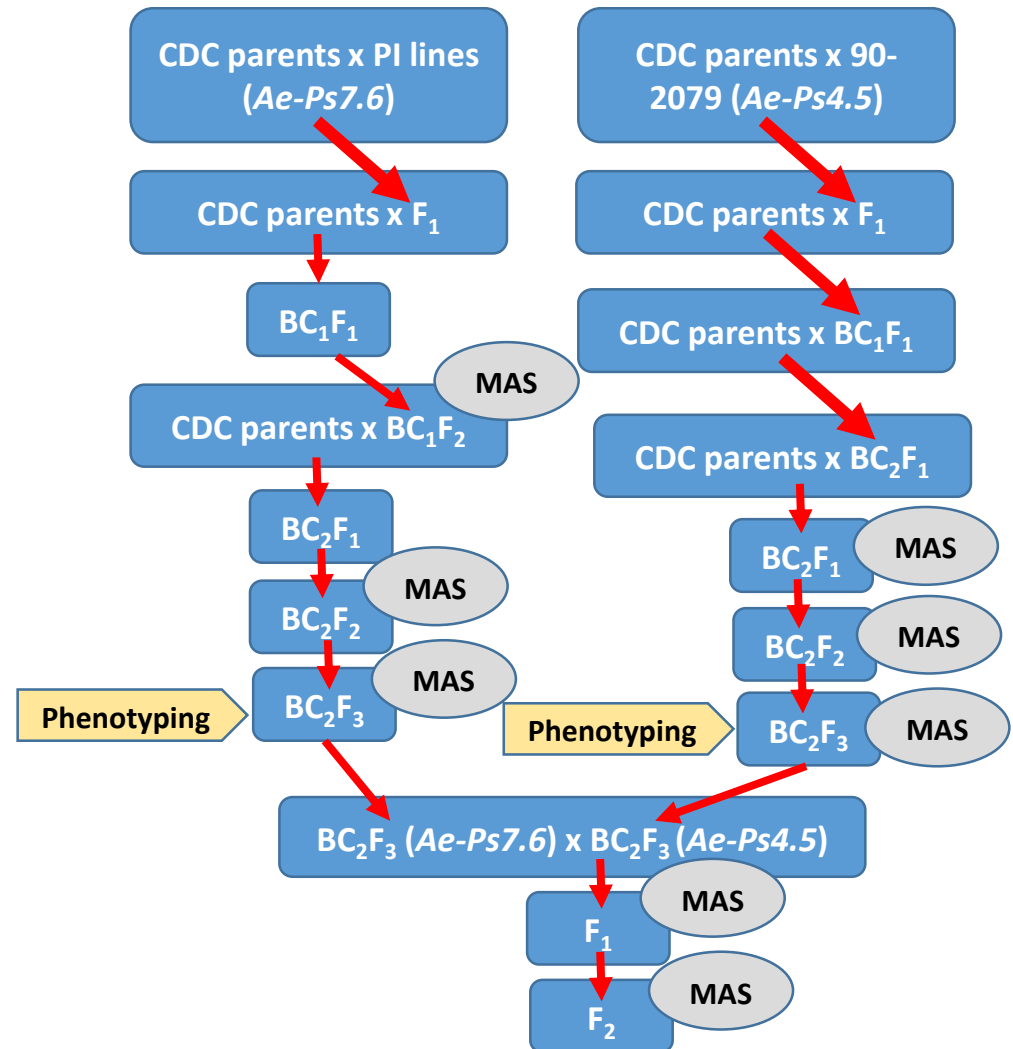 CDC parents x PI lines
(Ae-Ps7.6)
CDC parents x 90-
2079 (Ae-Ps4.5)
CDC parents x F₁
CDC parents x F₁
BC₁F₁
CDC parents x BC₁F₁
MAS
CDC parents x BC₁F₂
CDC parents x BC₂F₁
BC₂F₁
MAS
BC₂F₁
MAS
BC₂F₂
MAS
BC₂F₂
MAS
BC₂F₃
Phenotyping
MAS
BC₂F₃
Phenotyping
BC₂F₃ (Ae-Ps7.6) x BC₂F₃ (Ae-Ps4.5)
MAS
F₁
MAS
F₂